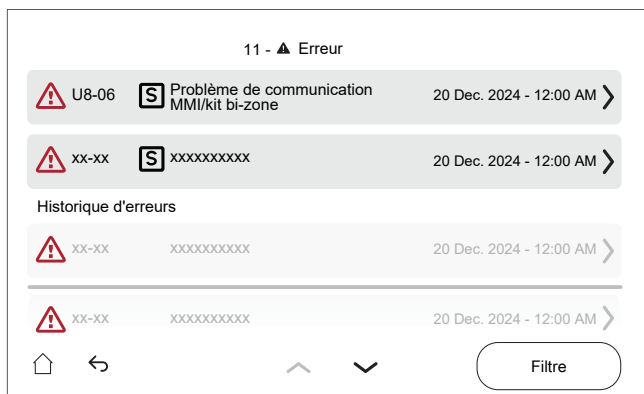 11 - Erreur
U8-06 S Problème de communication 20 Dec. 2024 - 12:00 AM
MMI/kit bi-zone
xx-xx S xxxxxxxxxx 20 Dec. 2024 - 12:00 AM
Historique d'erreurs
xx-xx xxxxxxxxxx 20 Dec. 2024 - 12:00 AM
xx-xx xxxxxxxxxx 20 Dec. 2024 - 12:00 AM
Filtre